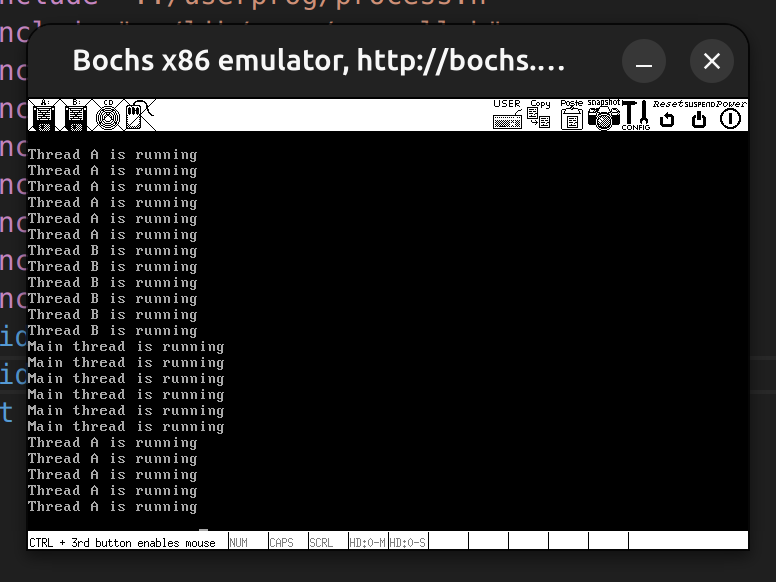 Bochs x86 emulator, http://bochs....
A: B: CD USER Copy Paste snapshot CONFIG Reset SUSPEND Power
Thread A is running
Thread A is running
Thread A is running
Thread A is running
Thread A is running
Thread A is running
Thread B is running
Thread B is running
Thread B is running
Thread B is running
Thread B is running
Thread B is running
Main thread is running
Main thread is running
Main thread is running
Main thread is running
Main thread is running
Main thread is running
Thread A is running
Thread A is running
Thread A is running
Thread A is running
Thread A is running
CTRL + 3rd button enables mouse NUM CAPS SCRL HD:0-M HD:0-S